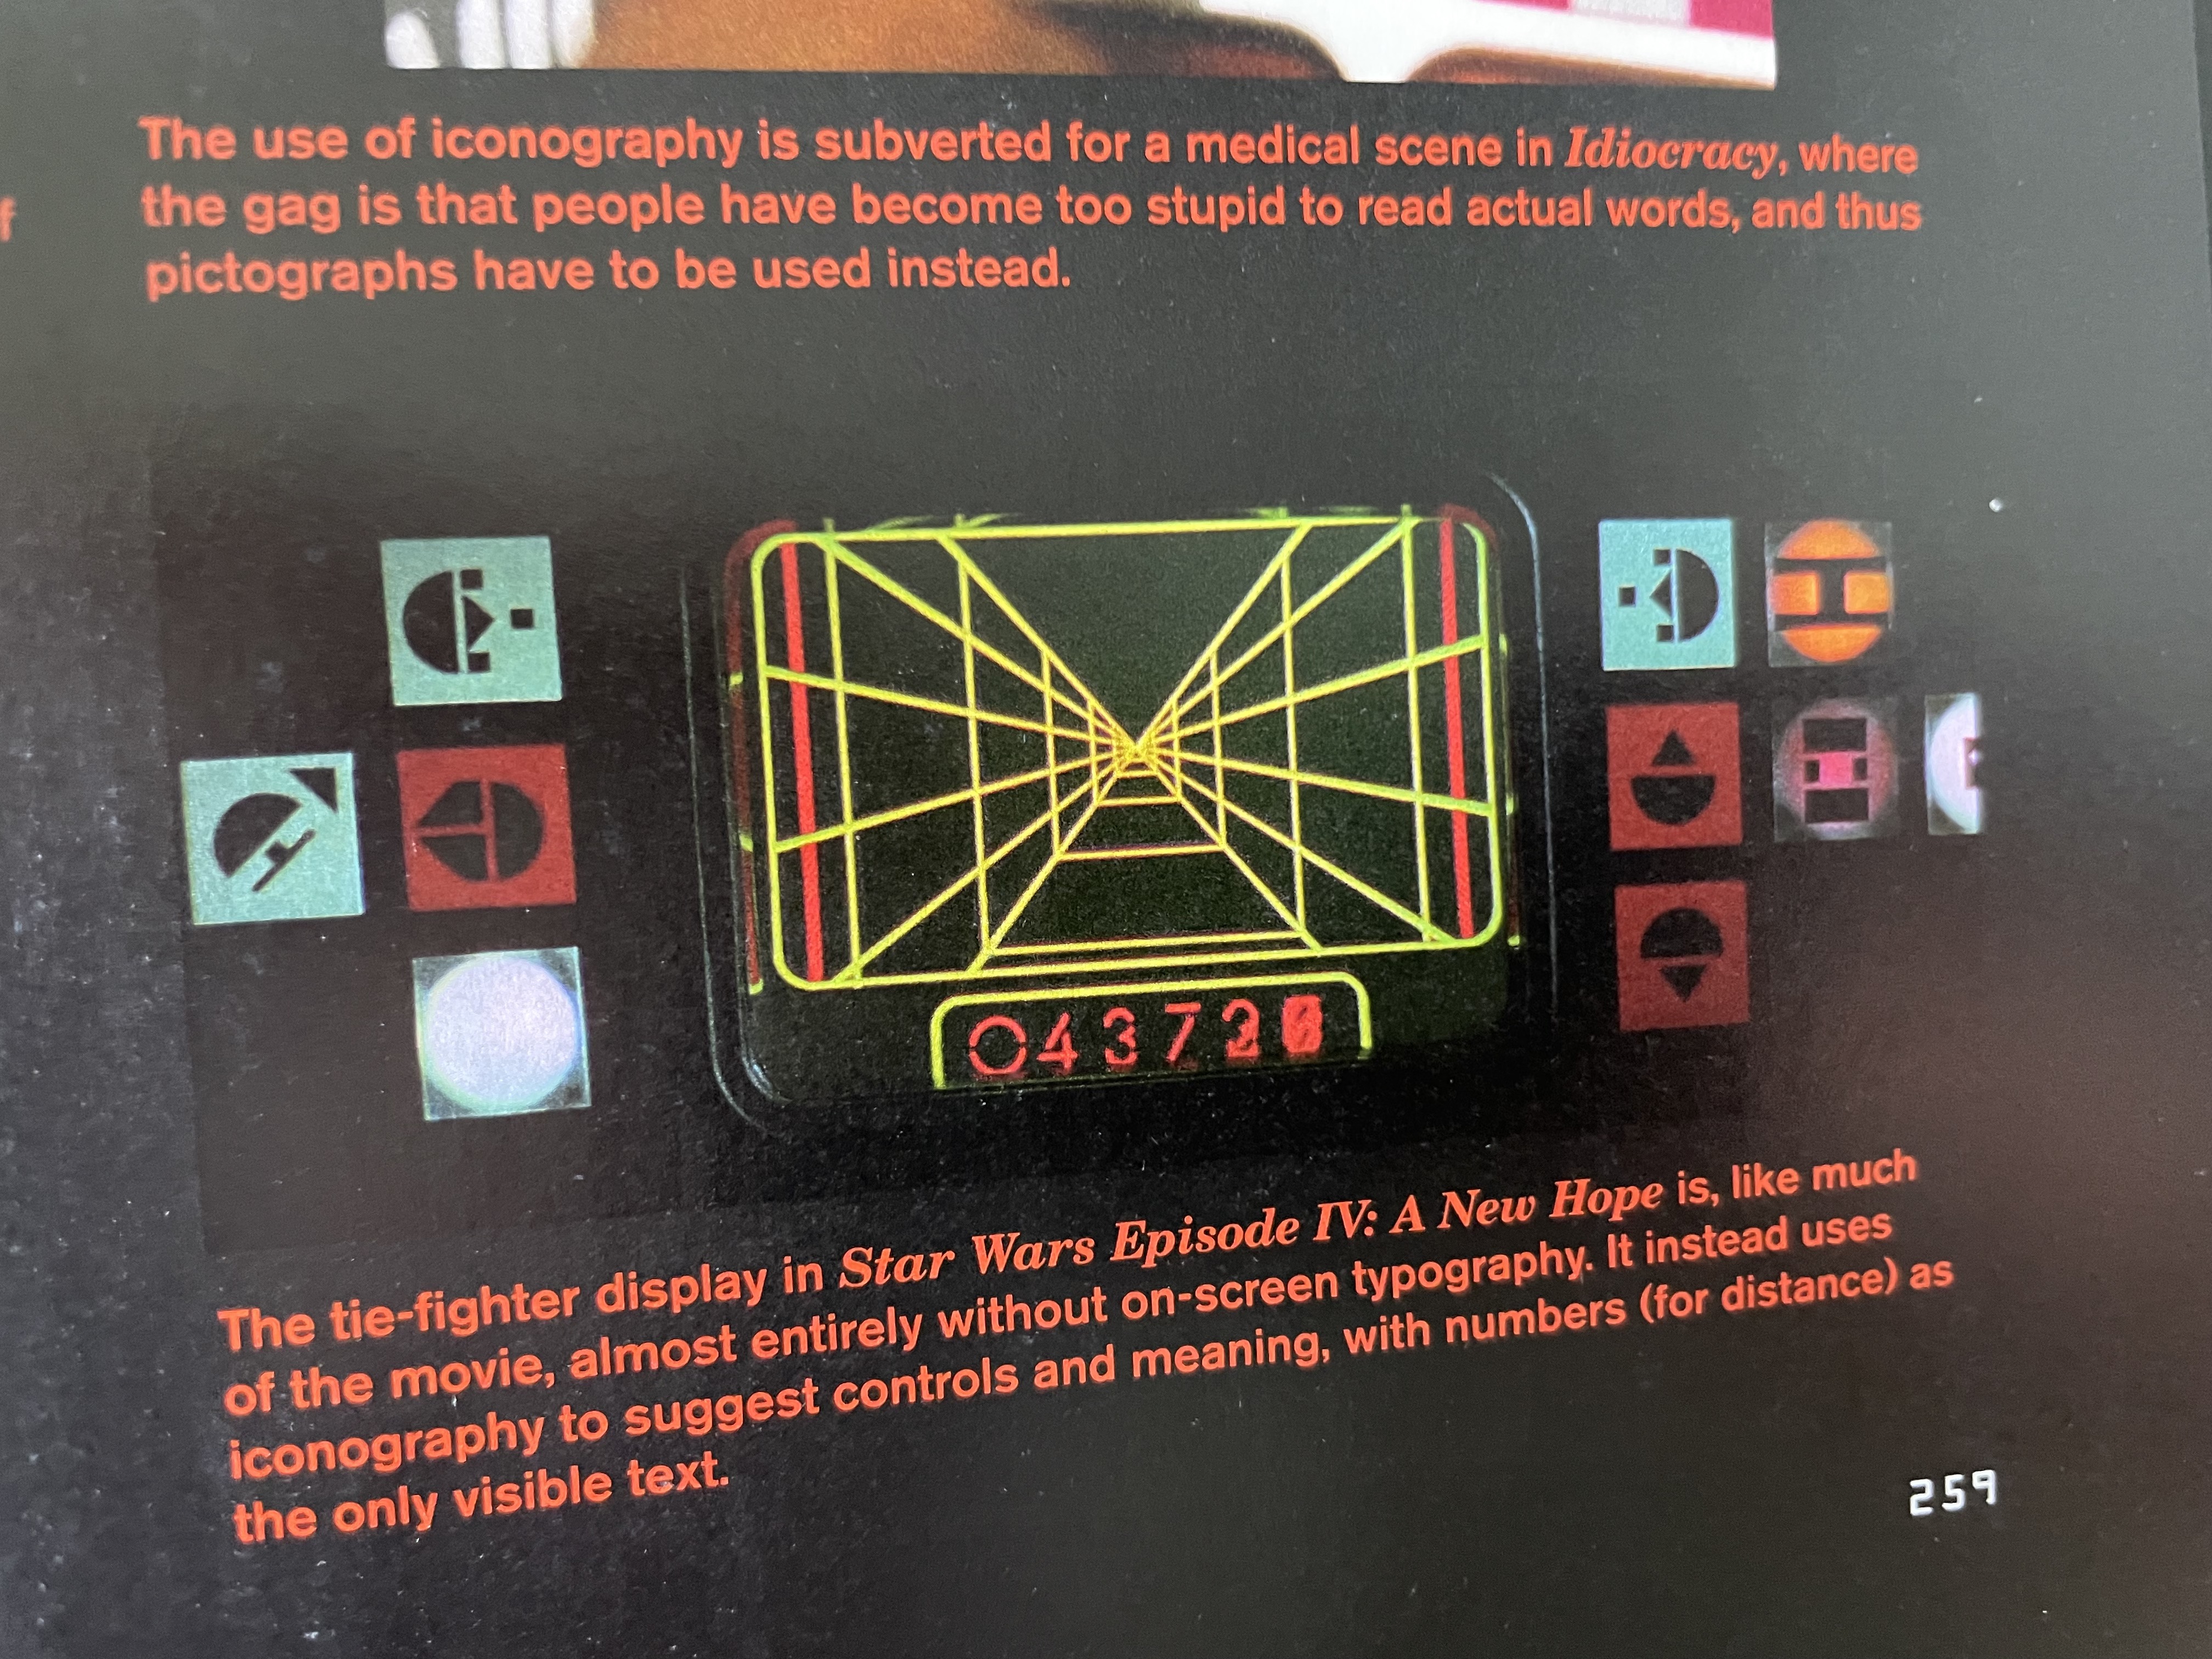 The use of iconography is subverted for a medical scene in Idiocracy, where
the gag is that people have become too stupid to read actual words, and thus
pictographs have to be used instead.
f
04372
The tie-fighter display in Star Wars Episode IV: A New Hope is, like much
of the movie, almost entirely without on-screen typography. It instead uses
iconography to suggest controls and meaning, with numbers (for distance) as
the only visible text.
259